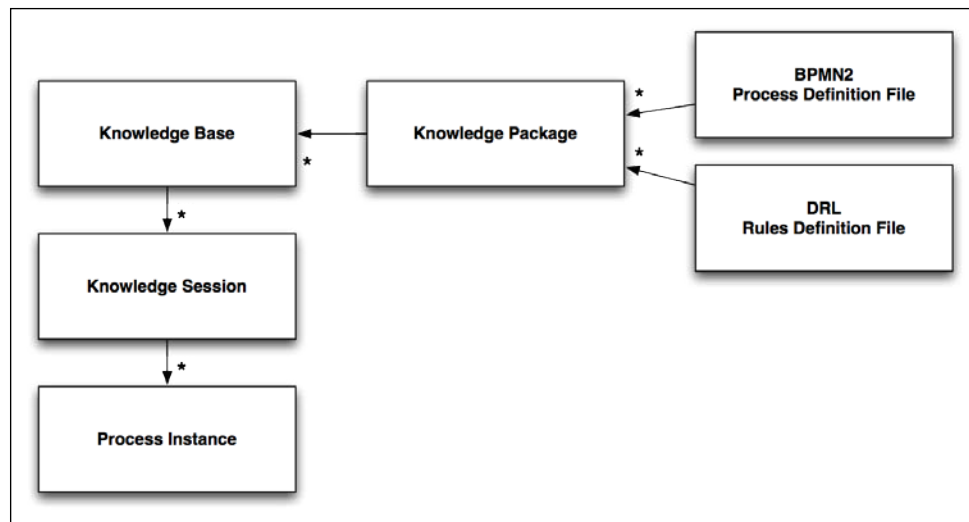 BPMN2
Process Definition File
*
Knowledge Base
Knowledge Package
*
*
DRL
Rules Definition File
*
Knowledge Session
*
Process Instance